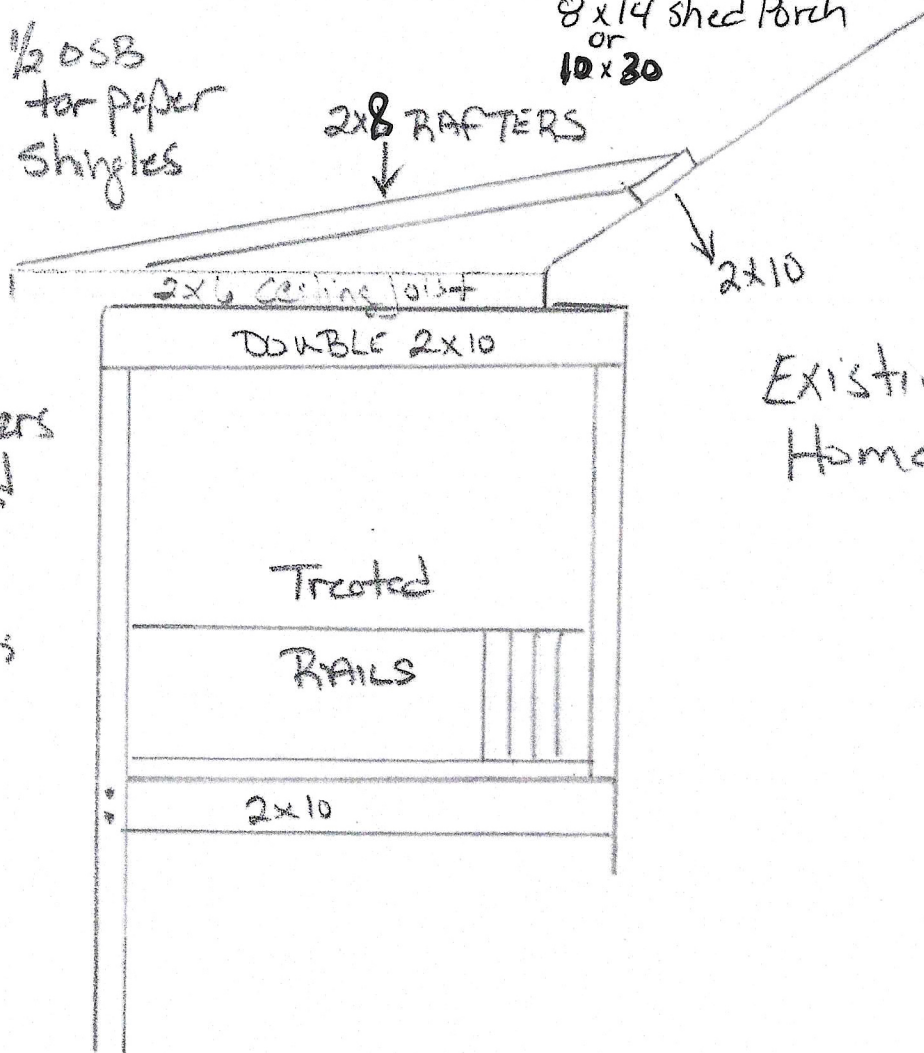 8 x 14 shed Porch
or
10 x 30
1/2 OSB
tar paper
shingles
2x8 RAFTERS
2x10
2x6 Ceiling joist
DOUBLE 2x10
Home
Treated
RAILS
2x10